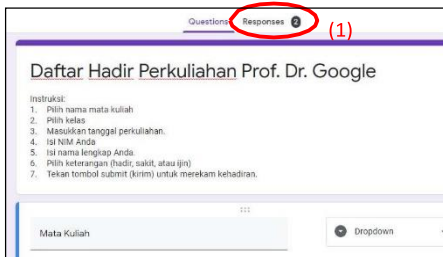 Questions Responses 2
(1)
Daftar Hadir Perkuliahan Prof. Dr. Google
Instruksi:
1. Pilih nama mata kuliah
2. Pilih kelas
3. Masukkan tanggal perkuliahan.
4. Isi NIM Anda
5. Isi nama lengkap Anda
6. Pilih keterangan (hadir, sakit, atau ijin)
7. Tekan tombol submit (kirim) untuk merekam kehadiran.
Mata Kuliah
Dropdown